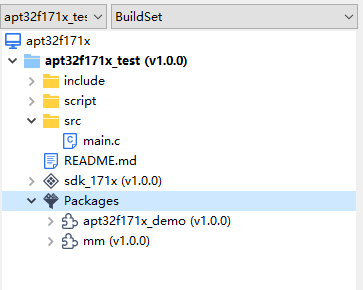 apt32f171x_tes BuildSet
apt32f171x
apt32f171x_test (v1.0.0)
include
script
src
main.c
README.md
sdk_171x (v1.0.0)
Packages
apt32f171x_demo (v1.0.0)
mm (v1.0.0)